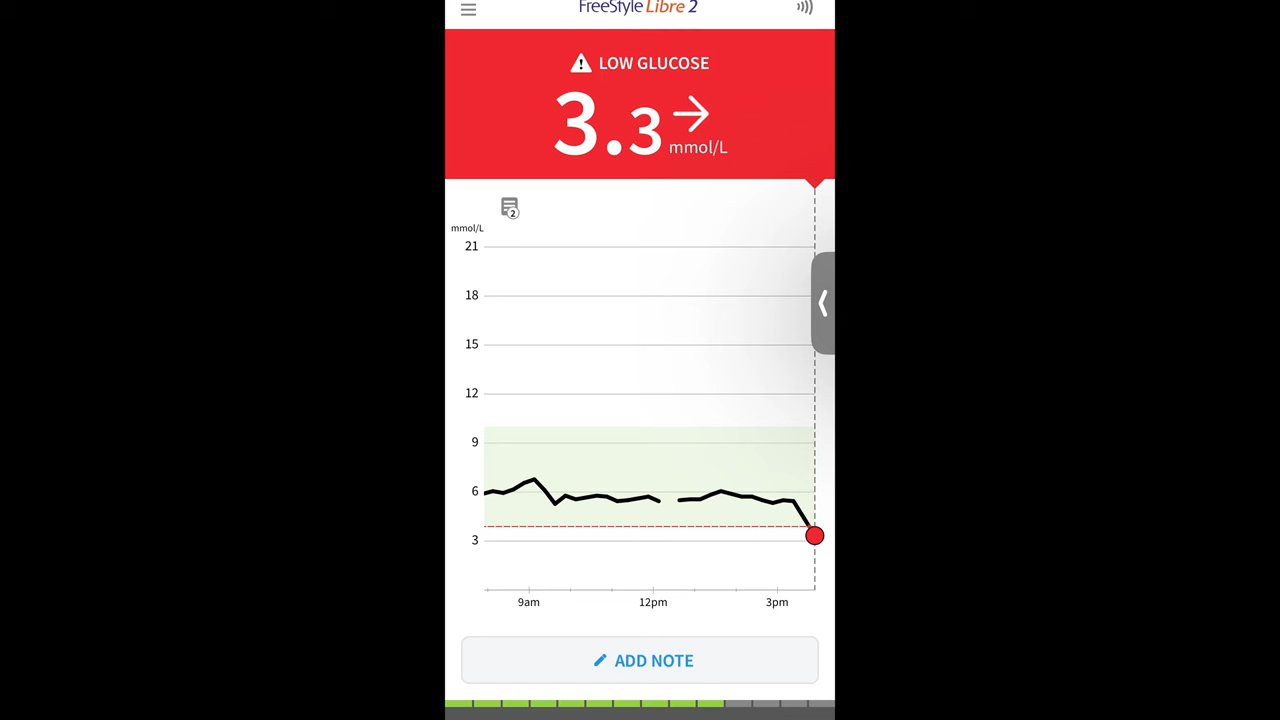 FreeStyle Libre 2
LOW GLUCOSE
3.3
mmol/L
2
mmol/L
21
18
15
12
9
6
3
9am 12pm 3pm
ADD NOTE